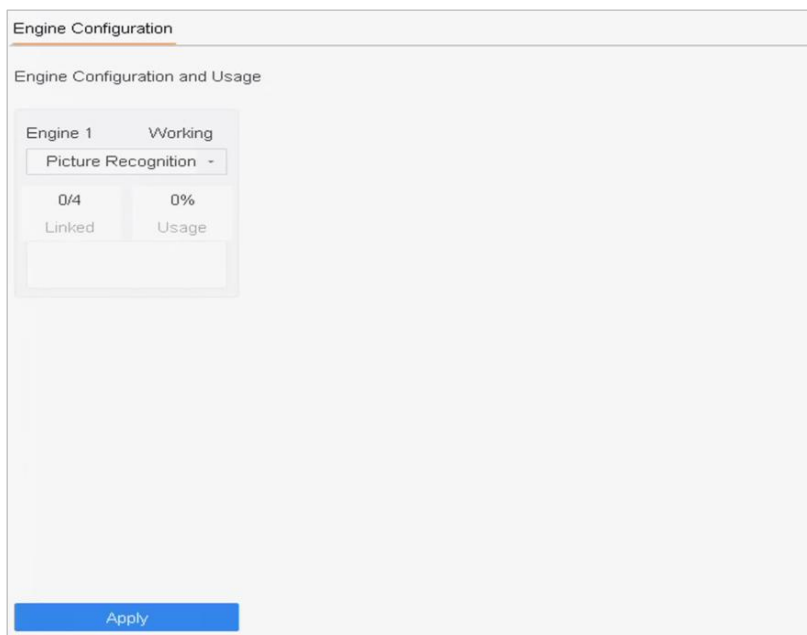 Engine Configuration
Engine Configuration and Usage
Engine 1 Working
Picture Recognition
0/4 0%
Linked Usage
Apply